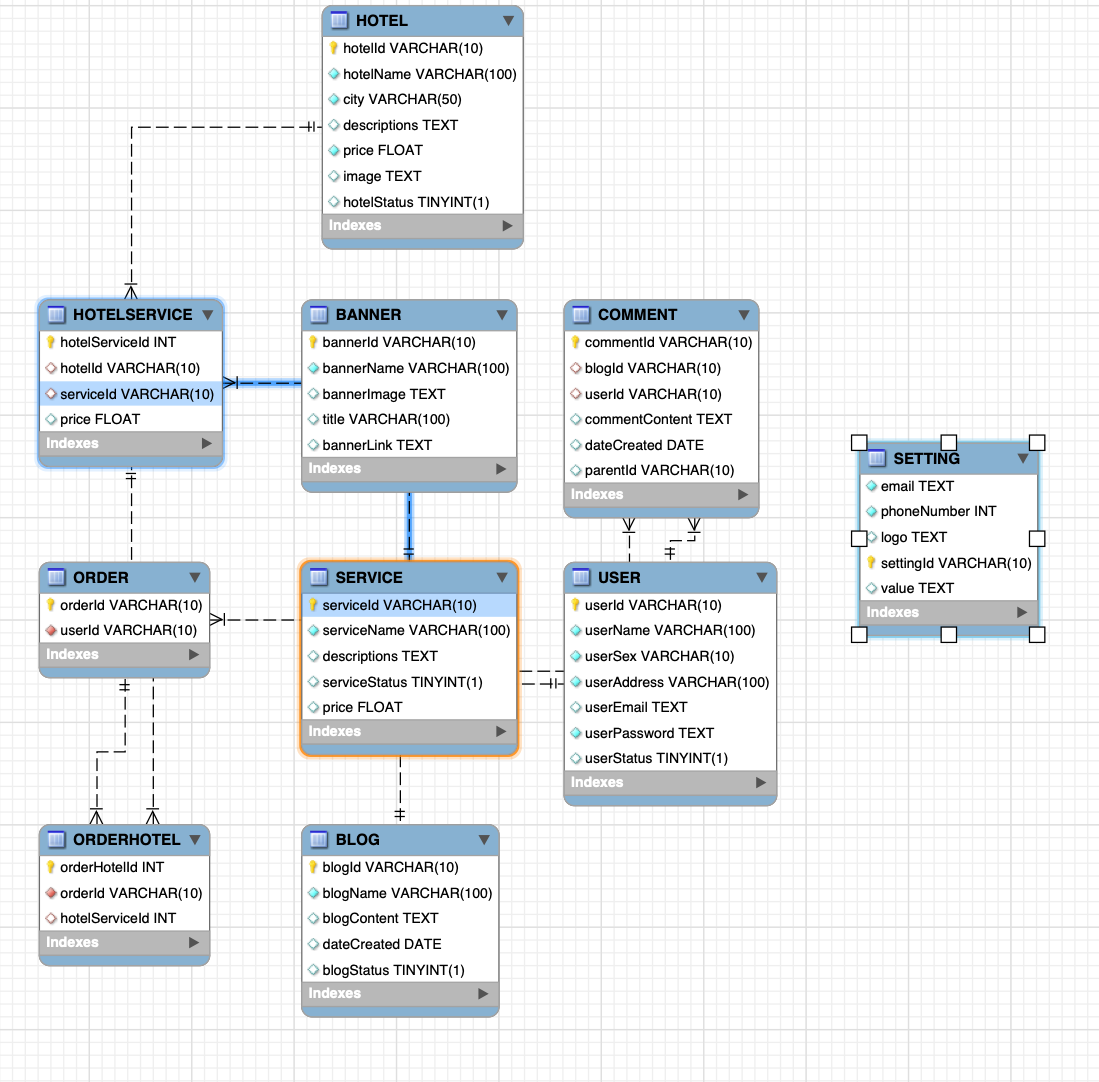 HOTEL
hotelId VARCHAR(10)
hotelName VARCHAR(100)
city VARCHAR(50)
descriptions TEXT
price FLOAT
image TEXT
hotelStatus TINYINT(1)
Indexes
HOTELSERVICE
hotelServiceId INT
hotelId VARCHAR(10)
serviceId VARCHAR(10)
price FLOAT
Indexes
BANNER
bannerId VARCHAR(10)
bannerName VARCHAR(100)
bannerImage TEXT
title VARCHAR(100)
bannerLink TEXT
Indexes
COMMENT
commentId VARCHAR(10)
blogId VARCHAR(10)
userId VARCHAR(10)
commentContent TEXT
dateCreated DATE
parentId VARCHAR(10)
Indexes
SETTING
email TEXT
phoneNumber INT
logo TEXT
settingId VARCHAR(10)
value TEXT
Indexes
ORDER
orderId VARCHAR(10)
userId VARCHAR(10)
Indexes
SERVICE
serviceId VARCHAR(10)
serviceName VARCHAR(100)
descriptions TEXT
serviceStatus TINYINT(1)
price FLOAT
Indexes
USER
userId VARCHAR(10)
userName VARCHAR(100)
userSex VARCHAR(10)
userAddress VARCHAR(100)
userEmail TEXT
userPassword TEXT
userStatus TINYINT(1)
Indexes
ORDERHOTEL
orderHotelId INT
orderId VARCHAR(10)
hotelServiceId INT
Indexes
BLOG
blogId VARCHAR(10)
blogName VARCHAR(100)
blogContent TEXT
dateCreated DATE
blogStatus TINYINT(1)
Indexes